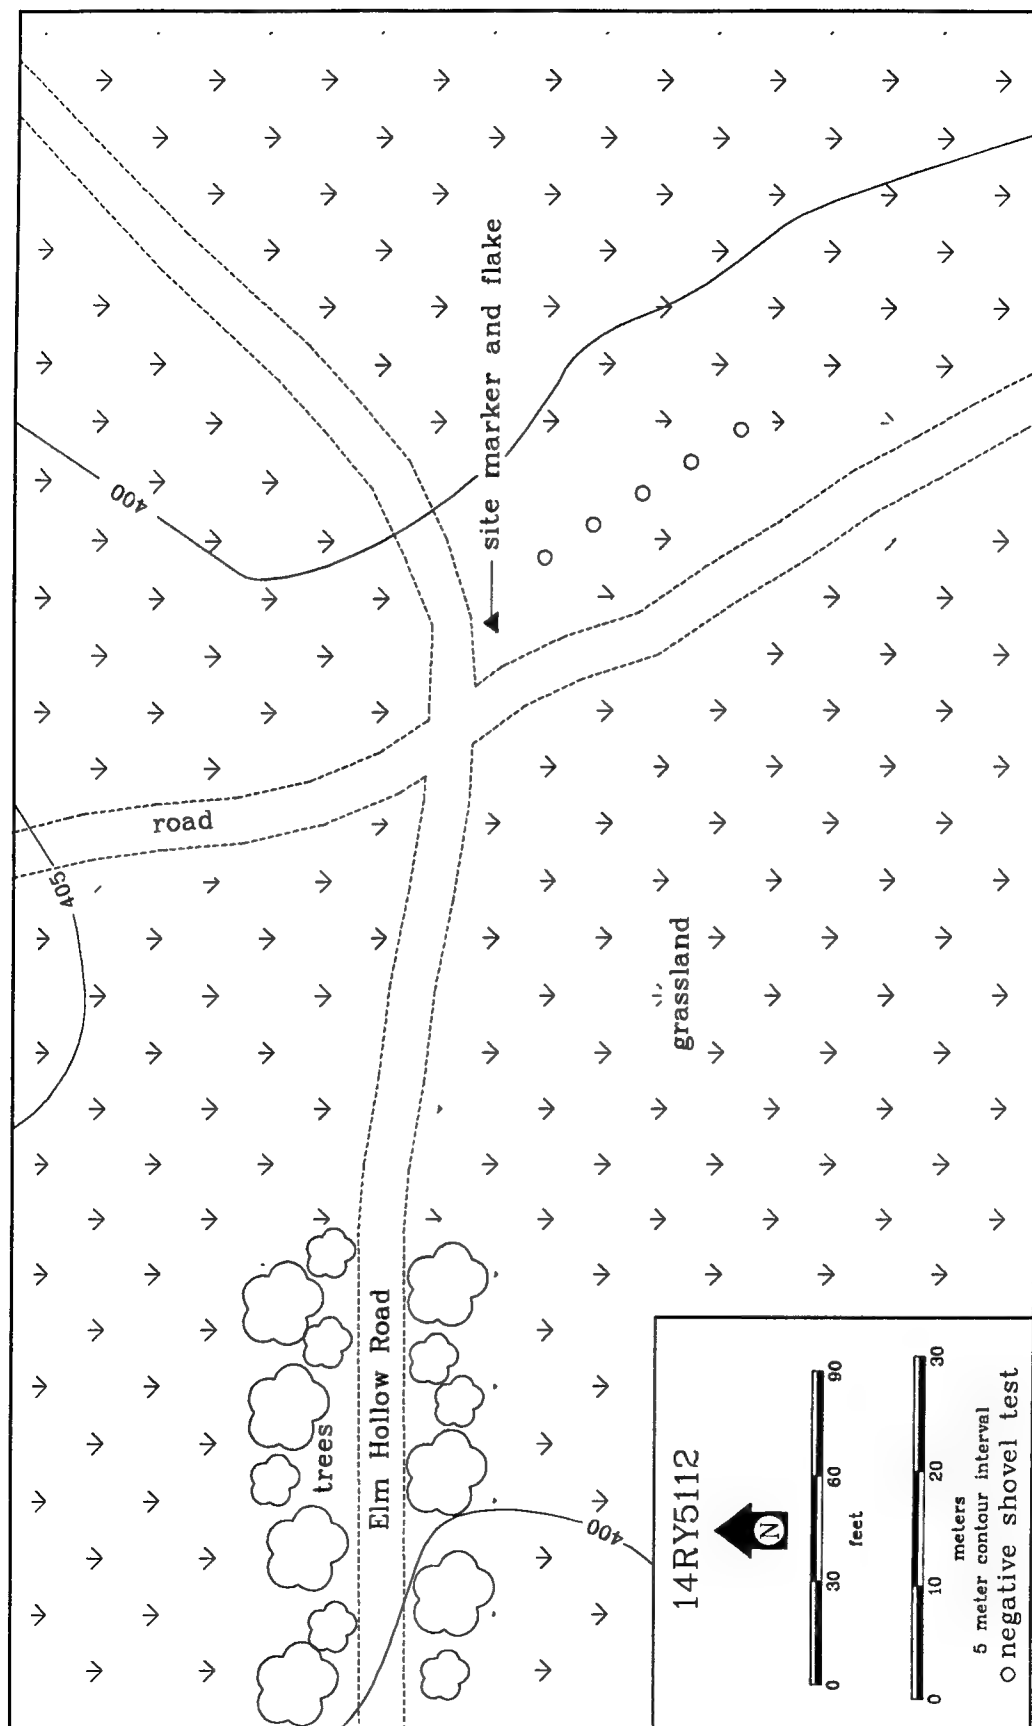 400
site marker and flake
road
405
grassland
trees
Elm Hollow Road
400
14RY5112
N
0 30 60 90
feet
0 10 20 30
meters
5 meter contour interval
negative shovel test